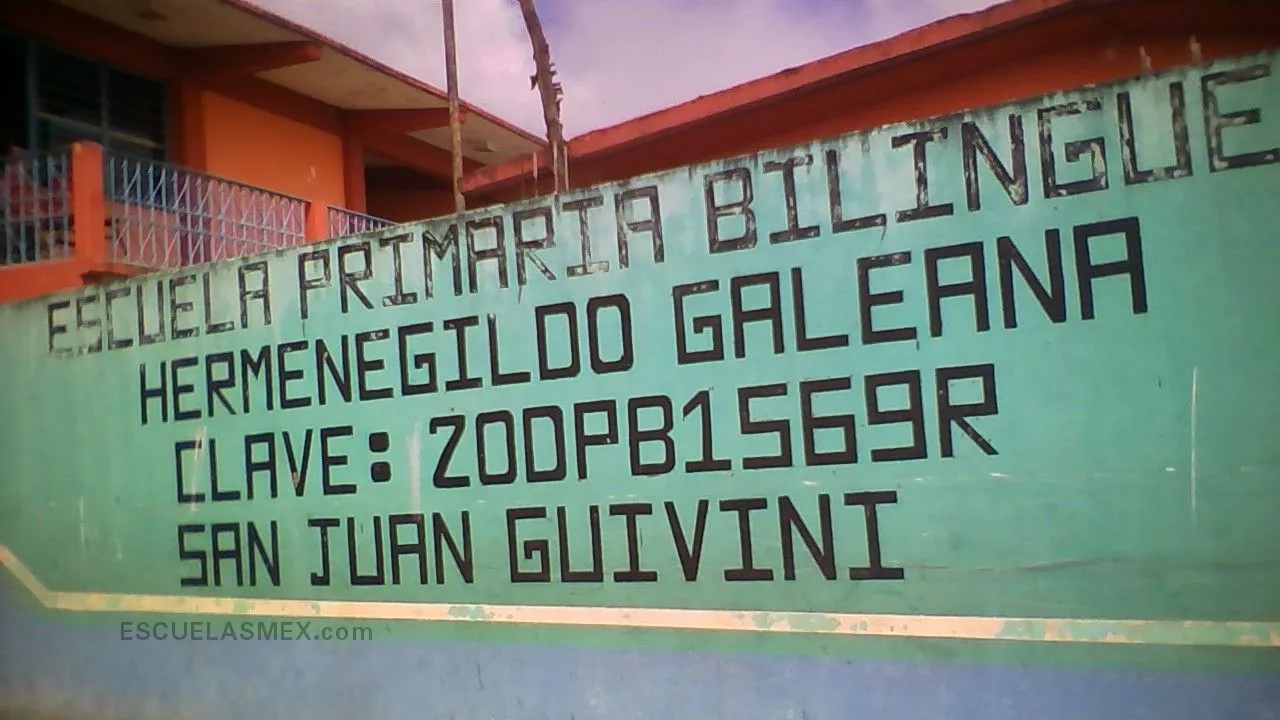 ESCUELA PRIMARIA BILINGUE
HERMENEGILDO GALEANA
CLAVE: 20DPB1569R
SAN JUAN GUIVINI
ESCUELASMEX.com